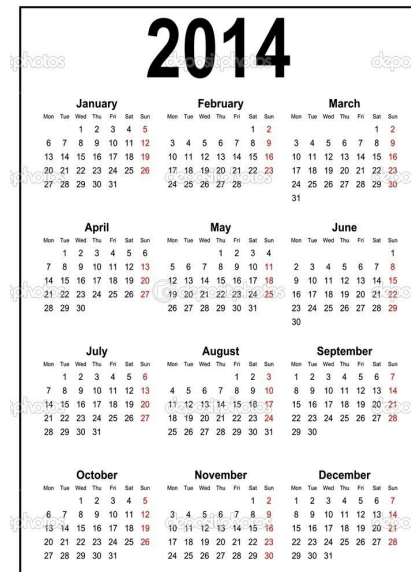 2014
January
Mon Tue Wed Thu Fri Sat Sun
1 2 3 4 5
6 7 8 9 10 11 12
13 14 15 16 17 18 19
20 21 22 23 24 25 26
27 28 29 30 31
February
Mon Tue Wed Thu Fri Sat Sun
1 2
3 4 5 6 7 8 9
10 11 12 13 14 15 16
17 18 19 20 21 22 23
24 25 26 27 28
March
Mon Tue Wed Thu Fri Sat Sun
1 2
3 4 5 6 7 8 9
10 11 12 13 14 15 16
17 18 19 20 21 22 23
24 25 26 27 28 29 30
31
April
Mon Tue Wed Thu Fri Sat Sun
1 2 3 4 5 6
7 8 9 10 11 12 13
14 15 16 17 18 19 20
21 22 23 24 25 26 27
28 29 30
May
Mon Tue Wed Thu Fri Sat Sun
1 2 3 4
5 6 7 8 9 10 11
12 13 14 15 16 17 18
19 20 21 22 23 24 25
26 27 28 29 30 31
depositphotos
June
Mon Tue Wed Thu Fri Sat Sun
1
2 3 4 5 6 7 8
9 10 11 12 13 14 15
16 17 18 19 20 21 22
23 24 25 26 27 28 29
30
July
Mon Tue Wed Thu Fri Sat Sun
1 2 3 4 5 6
7 8 9 10 11 12 13
14 15 16 17 18 19 20
21 22 23 24 25 26 27
28 29 30 31
August
Mon Tue Wed Thu Fri Sat Sun
1 2 3
4 5 6 7 8 9 10
11 12 13 14 15 16 17
18 19 20 21 22 23 24
25 26 27 28 29 30 31
September
Mon Tue Wed Thu Fri Sat Sun
1 2 3 4 5 6 7
8 9 10 11 12 13 14
15 16 17 18 19 20 21
22 23 24 25 26 27 28
29 30
October
Mon Tue Wed Thu Fri Sat Sun
1 2 3 4 5
6 7 8 9 10 11 12
13 14 15 16 17 18 19
20 21 22 23 24 25 26
27 28 29 30 31
November
Mon Tue Wed Thu Fri Sat Sun
1 2
3 4 5 6 7 8 9
10 11 12 13 14 15 16
17 18 19 20 21 22 23
24 25 26 27 28 29 30
December
Mon Tue Wed Thu Fri Sat Sun
1 2 3 4 5 6 7
8 9 10 11 12 13 14
15 16 17 18 19 20 21
22 23 24 25 26 27 28
29 30 31